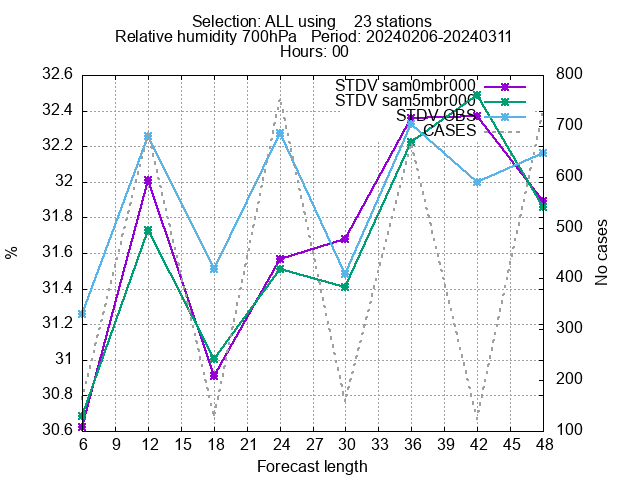 Selection: ALL using 23 stations
Relative humidity 700hPa Period: 20240206-20240311
Hours: 00
STDV sam0mbr000
STDV sam5mbr000
STDV OBS
CASES
32.6
32.4
32.2
32
31.8
31.6
31.4
31.2
31
30.8
30.6
%
800
700
600
500
400
300
200
100
No cases
6 9 12 15 18 21 24 27 30 33 36 39 42 45 48
Forecast length